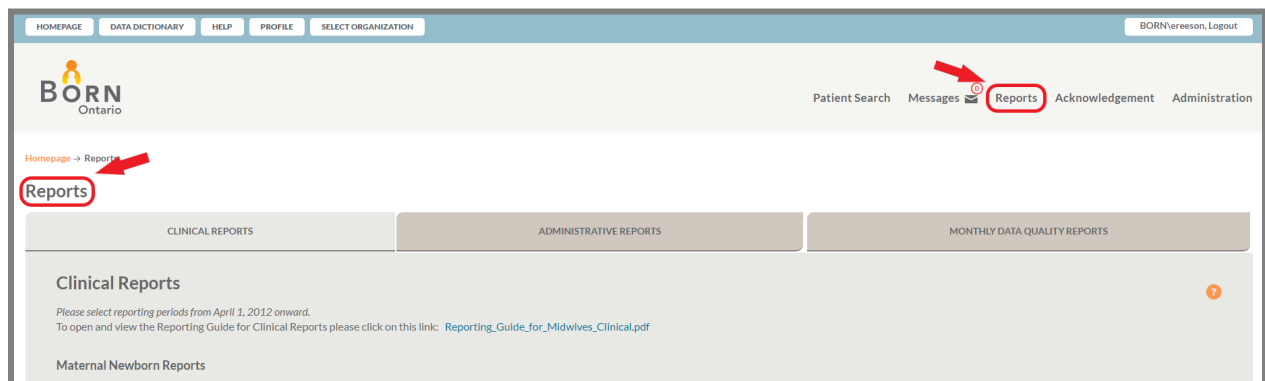 HOMEPAGE DATA DICTIONARY HELP PROFILE SELECT ORGANIZATION BORN\ereeson, Logout
BORN
Ontario
Patient Search Messages 0 Reports Acknowledgement Administration
Homepage → Reports
Reports
CLINICAL REPORTS ADMINISTRATIVE REPORTS MONTHLY DATA QUALITY REPORTS
Clinical Reports
?
Please select reporting periods from April 1, 2012 onward.
To open and view the Reporting Guide for Clinical Reports please click on this link: Reporting_Guide_for_Midwives_Clinical.pdf
Maternal Newborn Reports